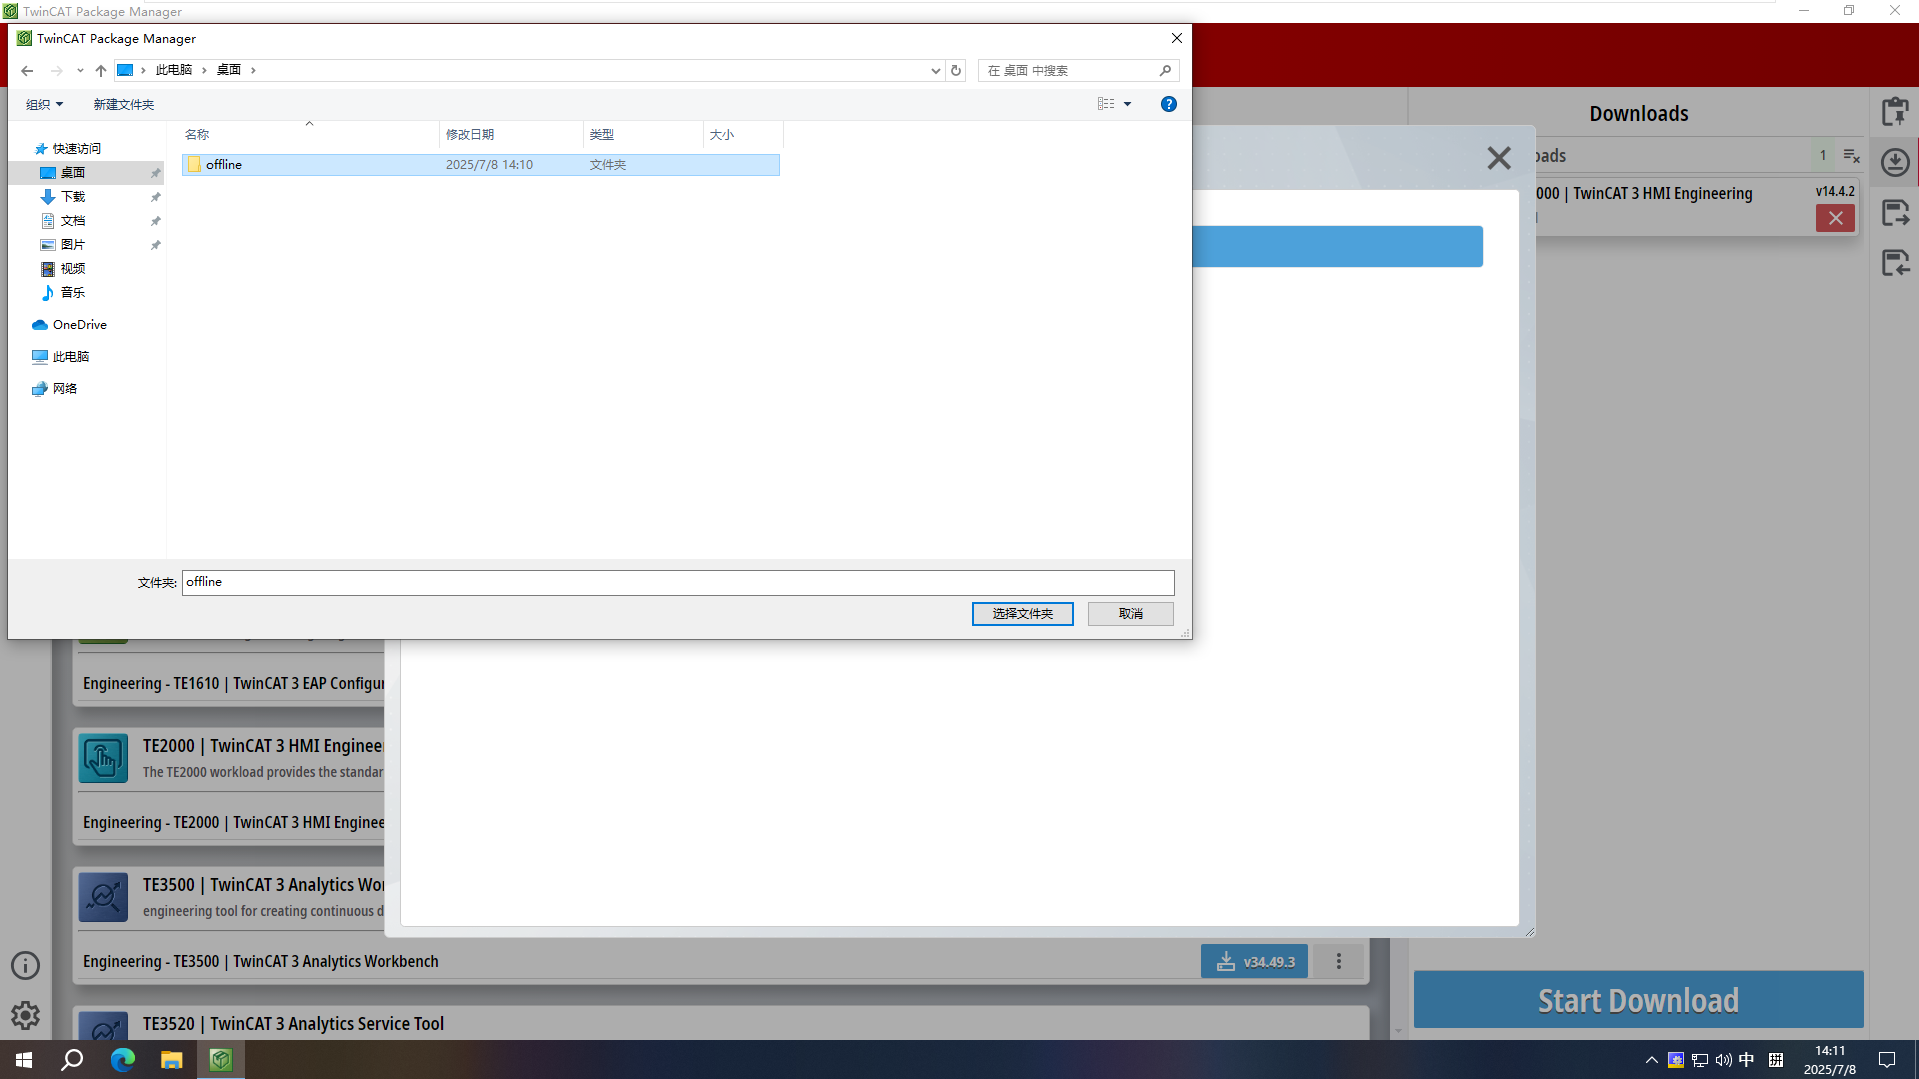 TwinCAT Package Manager
TwinCAT Package Manager
此电脑
桌面
在 桌面 中搜索
组织
新建文件夹
名称
修改日期
类型
大小
offline
2025/7/8 14:10
文件夹
快速访问
桌面
下载
文档
图片
视频
音乐
OneDrive
此电脑
网络
文件夹:
offline
选择文件夹
取消
Downloads
oads
1
000 | TwinCAT 3 HMI Engineering
v14.4.2
Engineering - TE1610 | TwinCAT 3 EAP Configur
TE2000 | TwinCAT 3 HMI Enginee
The TE2000 workload provides the standar
Engineering - TE2000 | TwinCAT 3 HMI Enginee
TE3500 | TwinCAT 3 Analytics Wor
engineering tool for creating continuous d
Engineering - TE3500 | TwinCAT 3 Analytics Workbench
v34.49.3
TE3520 | TwinCAT 3 Analytics Service Tool
Start Download
中
拼
14:11
2025/7/8